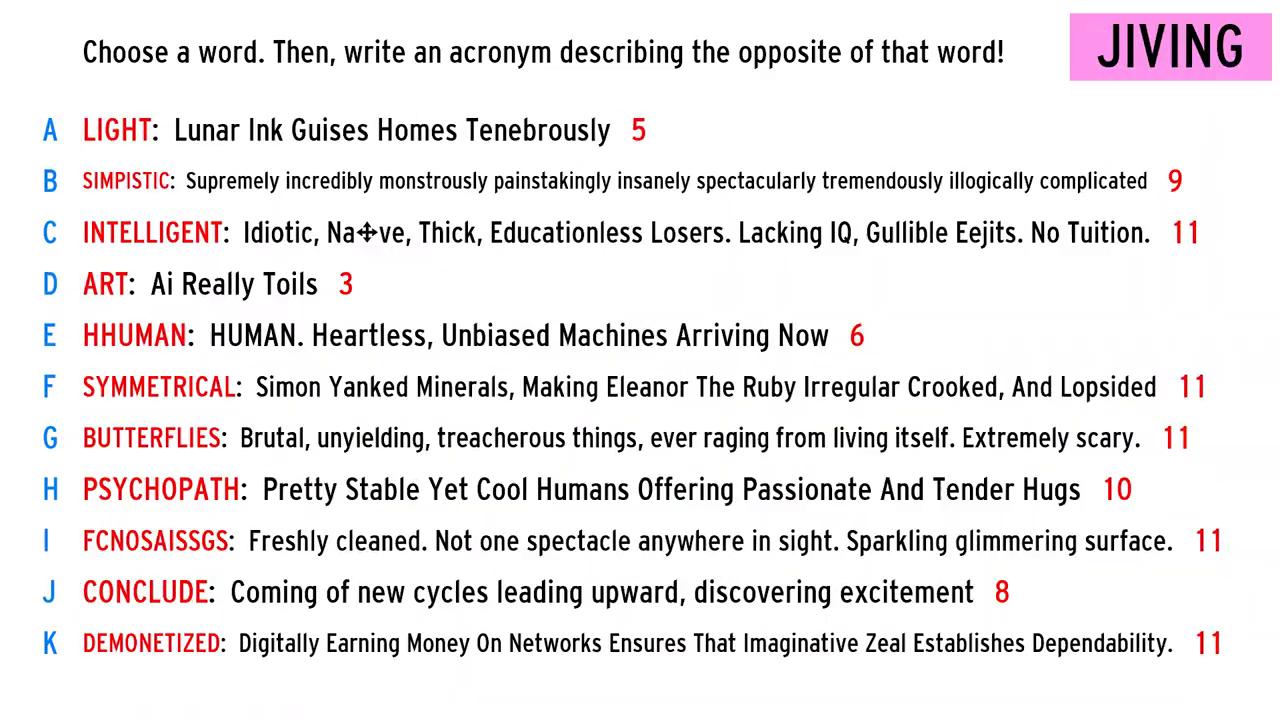 Choose a word. Then, write an acronym describing the opposite of that word!
JIVING
A LIGHT: Lunar Ink Guises Homes Tenebrously 5
B SIMPISTIC: Supremely incredibly monstrously painstakingly insanely spectacularly tremendously illogically complicated 9
C INTELLIGENT: Idiotic, Na✥ve, Thick, Educationless Losers. Lacking IQ, Gullible Eejits. No Tuition. 11
D ART: Ai Really Toils 3
E HHUMAN: HUMAN. Heartless, Unbiased Machines Arriving Now 6
F SYMMETRICAL: Simon Yanked Minerals, Making Eleanor The Ruby Irregular Crooked, And Lopsided 11
G BUTTERFLIES: Brutal, unyielding, treacherous things, ever raging from living itself. Extremely scary. 11
H PSYCHOPATH: Pretty Stable Yet Cool Humans Offering Passionate And Tender Hugs 10
I FCNOSAISSGS: Freshly cleaned. Not one spectacle anywhere in sight. Sparkling glimmering surface. 11
J CONCLUDE: Coming of new cycles leading upward, discovering excitement 8
K DEMONETIZED: Digitally Earning Money On Networks Ensures That Imaginative Zeal Establishes Dependability. 11